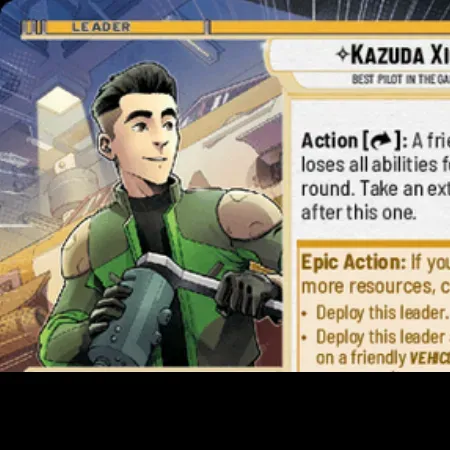 LEADER
✧KAZUDA XI
BEST PILOT IN THE GA
Action [↷]: A frie
loses all abilities f
round. Take an ext
after this one.
Epic Action: If you
more resources, c
• Deploy this leader.
• Deploy this leader
on a friendly VEHIC